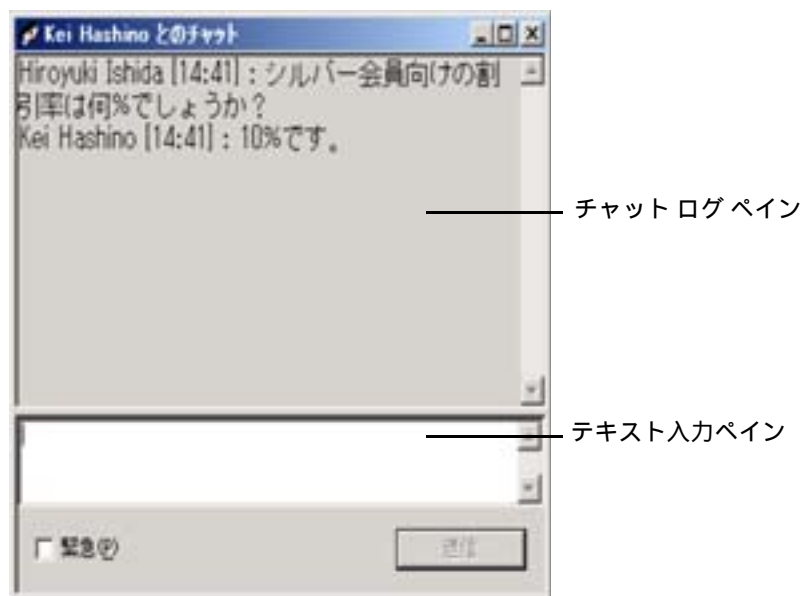 Kei Hashino とのチャット
Hiroyuki Ishida [14:41] : シルバー会員向けの割
引率は何%でしょうか？
Kei Hashino [14:41] : 10%です。
チャット ログ ペイン
テキスト入力ペイン
緊急(P)
送信